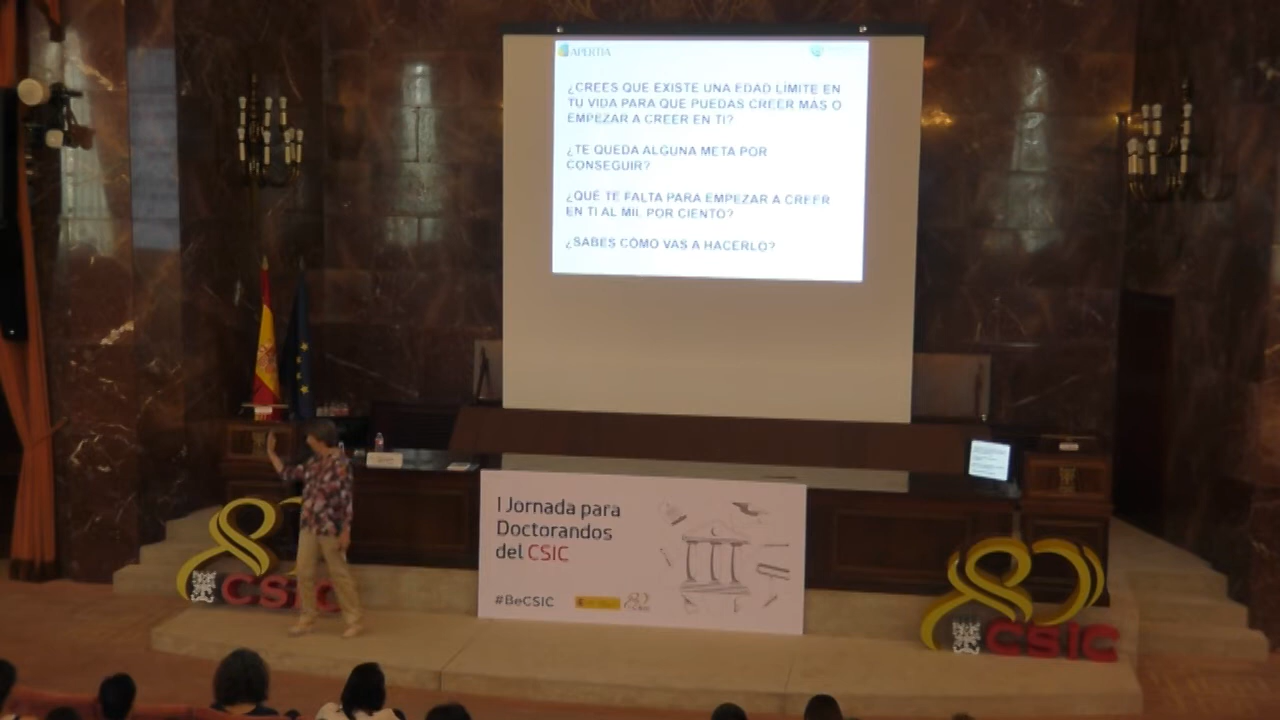 APERTIA
¿CREES QUE EXISTE UNA EDAD LÍMITE EN
TU VIDA PARA QUE PUEDAS CREER MÁS O
EMPEZAR A CREER EN TI?
¿TE QUEDA ALGUNA META POR
CONSEGUIR?
¿QUÉ TE FALTA PARA EMPEZAR A CREER
EN TI AL MIL POR CIENTO?
¿SABES CÓMO VAS A HACERLO?
I Jornada para
Doctorandos
del CSIC
#BeCSIC
80
CSIC
80
CSIC